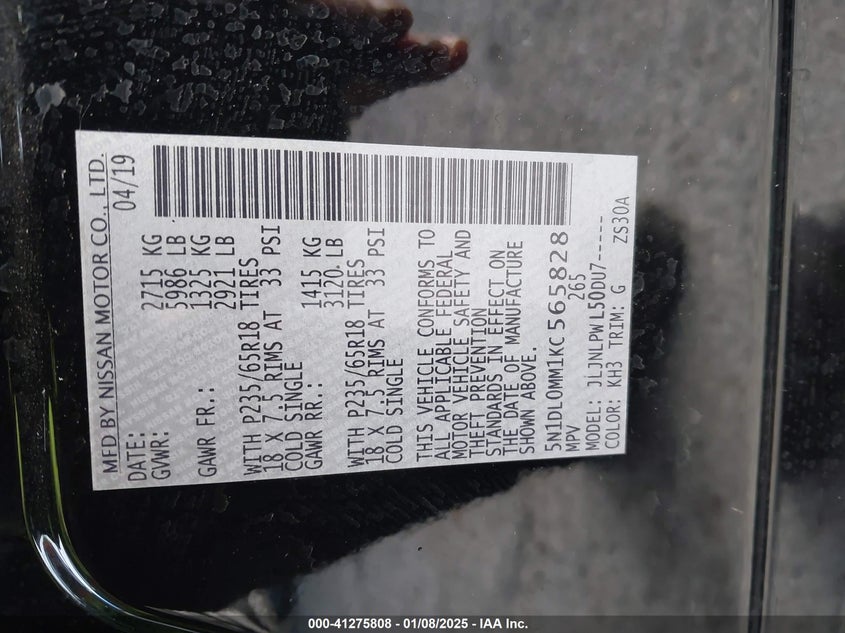 MFD BY NISSAN MOTOR CO., LTD.
DATE: 04/19
GVWR: 2715 KG
5986 LB
GAWR FR.: 1325 KG
2921 LB
WITH P235/65R18 TIRES
18 X 7.5 RIMS AT 33 PSI
COLD SINGLE
GAWR RR.: 1415 KG
3120 LB
WITH P235/65R18 TIRES
18 X 7.5 RIMS AT 33 PSI
COLD SINGLE
THIS VEHICLE CONFORMS TO
ALL APPLICABLE FEDERAL
MOTOR VEHICLE SAFETY AND
THEFT PREVENTION
STANDARDS IN EFFECT ON
THE DATE OF MANUFACTURE
SHOWN ABOVE.
5N1DL0MM1KC565828
MPV 265
MODEL: JLJNLPWL50DU7-----
COLOR: KH3 TRIM: G ZS30A
000-41275808 - 01/08/2025 - IAA Inc.